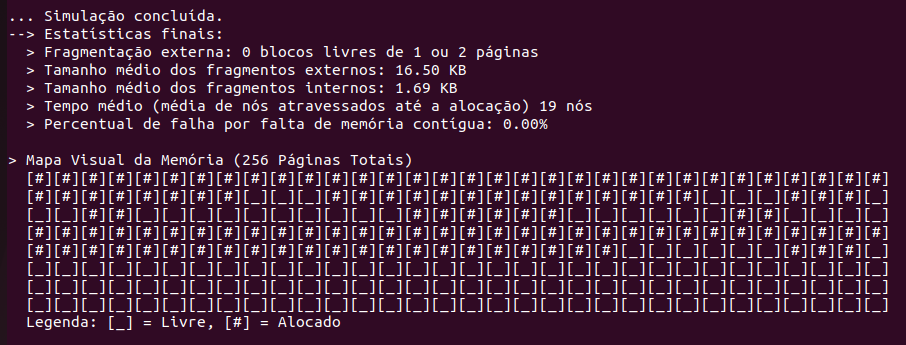 ... Simulação concluída.
--> Estatísticas finais:
> Fragmentação externa: 0 blocos livres de 1 ou 2 páginas
> Tamanho médio dos fragmentos externos: 16.50 KB
> Tamanho médio dos fragmentos internos: 1.69 KB
> Tempo médio (média de nós atravessados até a alocação) 19 nós
> Percentual de falha por falta de memória contígua: 0.00%
> Mapa Visual da Memória (256 Páginas Totais)
[#][#][#][#][#][#][#][#][#][#][#][#][#][#][#][#][#][#][#][#][#][#][#][#][#][#][#][#][#][#][#][#]
[#][#][#][#][#][#][#][#][_][_][_][#][#][#][#][#][#][#][#][#][#][#][#][#][#][_][_][_][#][#][#][_]
[_][_][#][#][_][_][_][_][_][_][_][_][_][_][#][#][#][#][#][#][_][_][_][_][_][_][#][#][_][_][_][_]
[#][#][#][#][#][#][#][#][#][#][#][#][#][#][#][#][#][#][#][#][#][#][#][#][#][#][#][#][#][#][#][#]
[#][#][#][#][#][#][#][#][#][#][#][#][#][#][#][#][#][#][#][#][#][#][_][_][_][_][_][_][#][#][#][_]
[_][_][_][_][_][_][_][_][_][_][_][_][_][_][_][_][_][_][_][_][_][_][_][_][_][_][_][_][_][_][_][_]
[_][_][_][_][_][_][_][_][_][_][_][_][_][_][_][_][_][_][_][_][_][_][_][_][_][_][_][_][_][_][_][_]
[_][_][_][_][_][_][_][_][_][_][_][_][_][_][_][_][_][_][_][_][_][_][_][_][_][_][_][_][_][_][_][_]
Legenda: [_] = Livre, [#] = Alocado